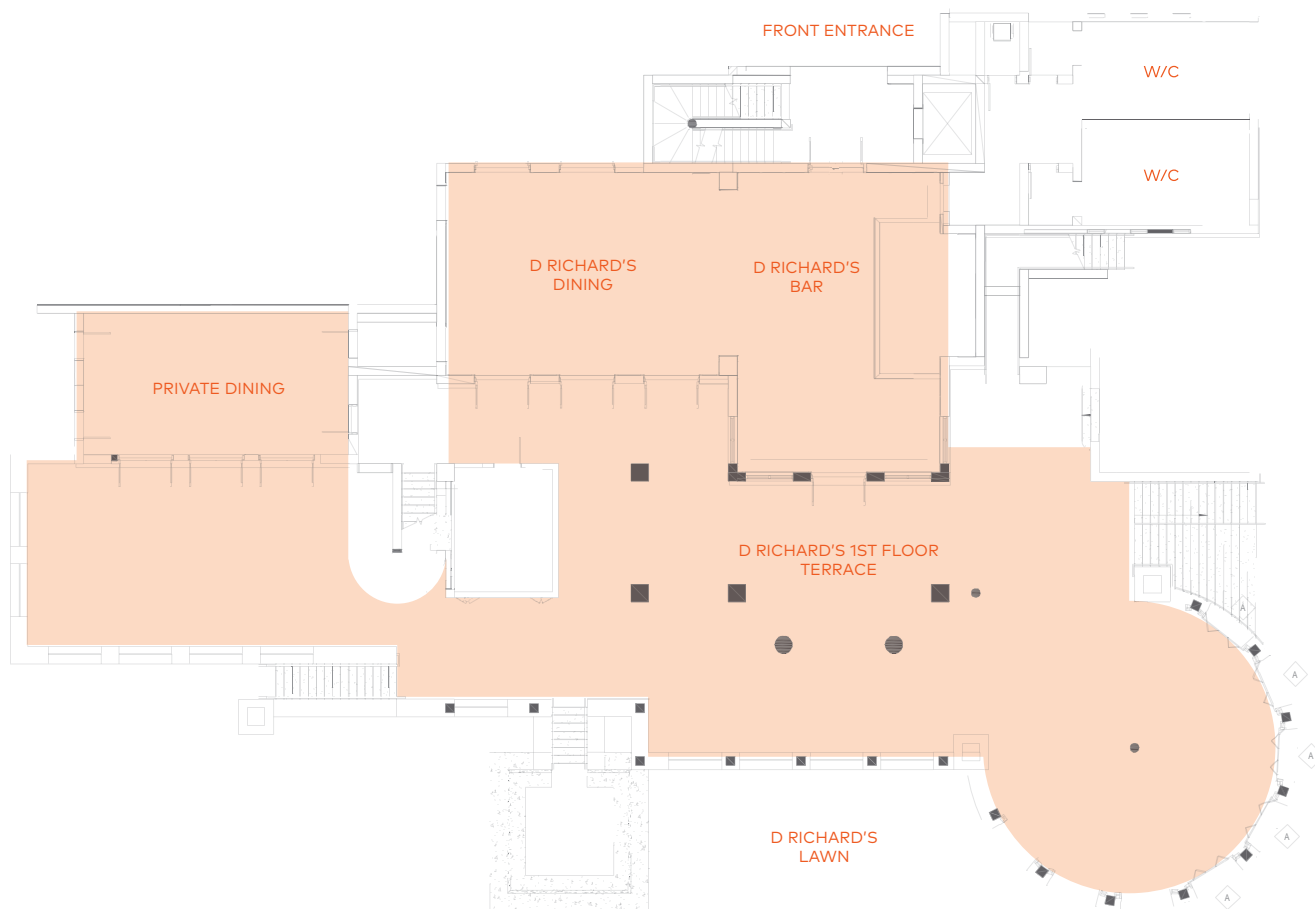 FRONT ENTRANCE
W/C
W/C
D RICHARD'S
DINING
D RICHARD'S
BAR
PRIVATE DINING
D RICHARD'S 1ST FLOOR
TERRACE
A
A
A
A
A
D RICHARD'S
LAWN